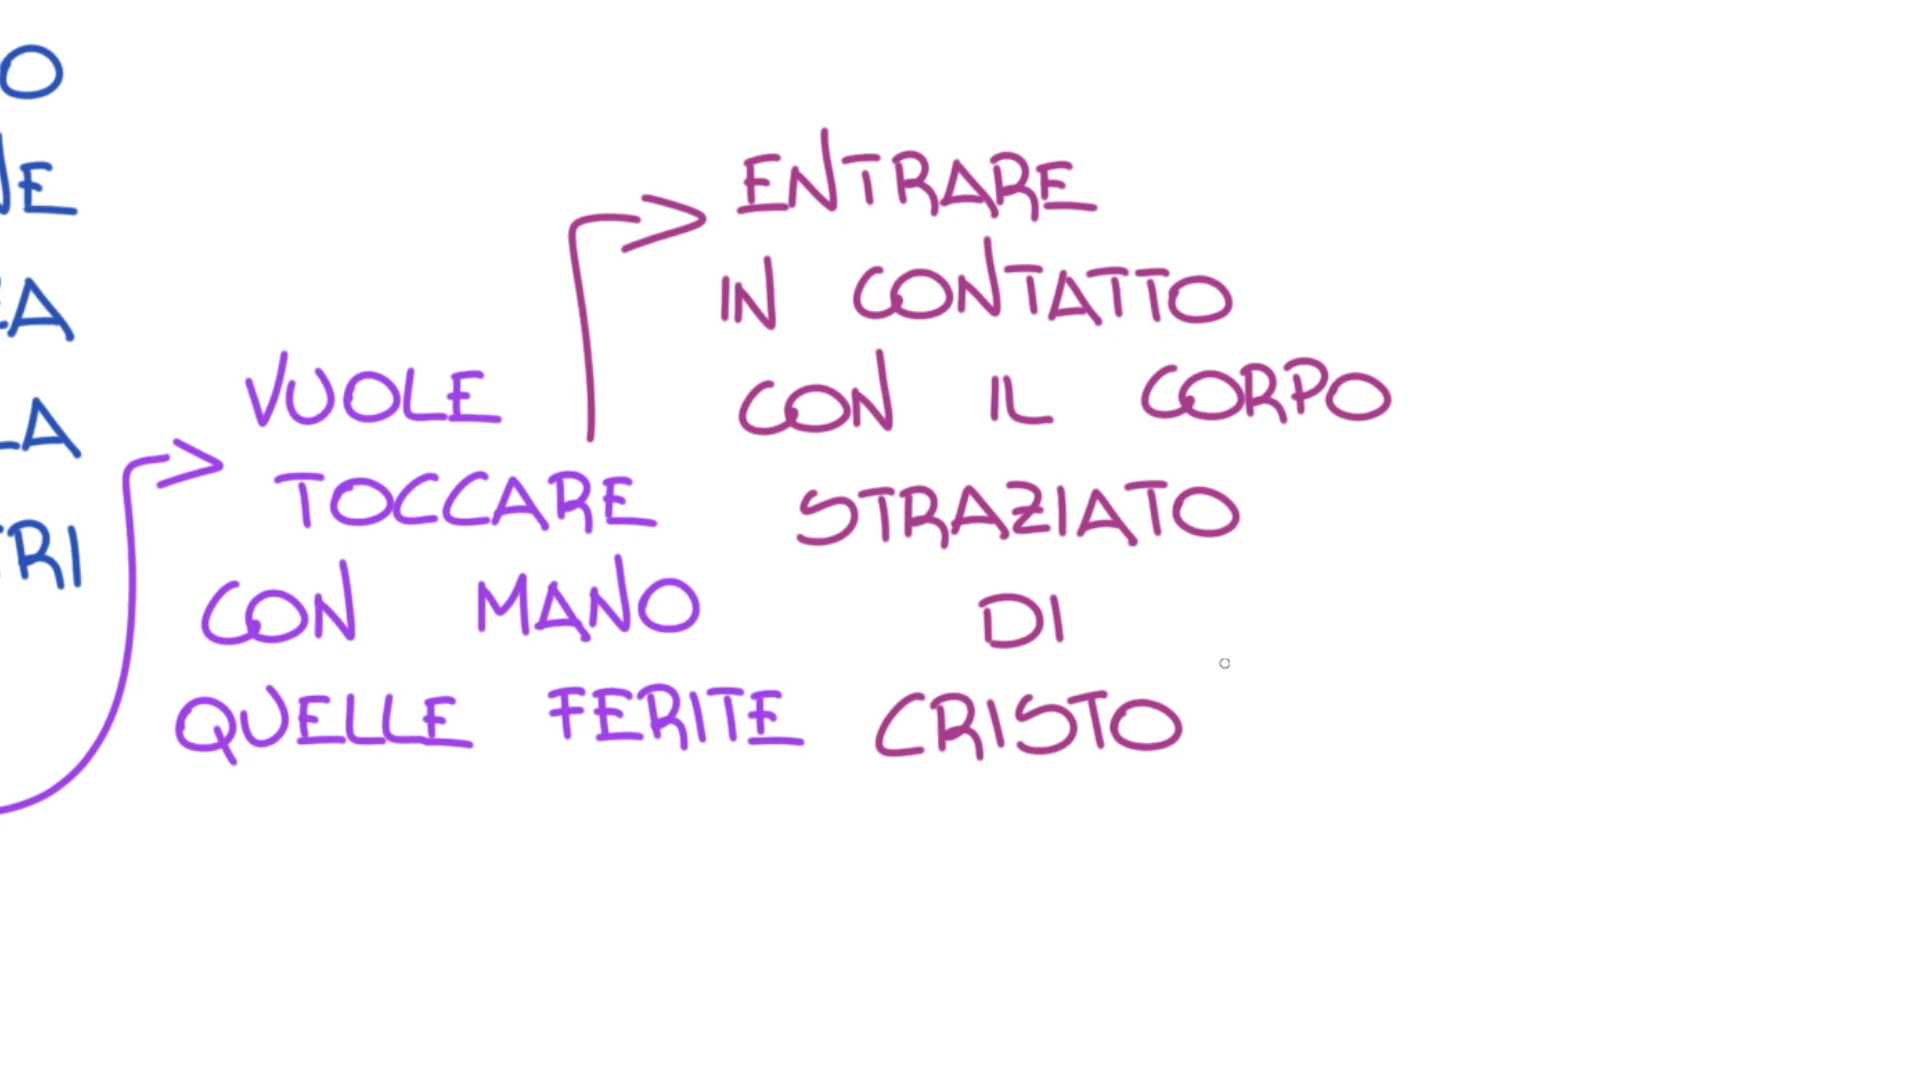 VUOLE
TOCCARE
CON MANO
QUELLE FERITE
ENTRARE
IN CONTATTO
CON IL CORPO
STRAZIATO
DI
CRISTO